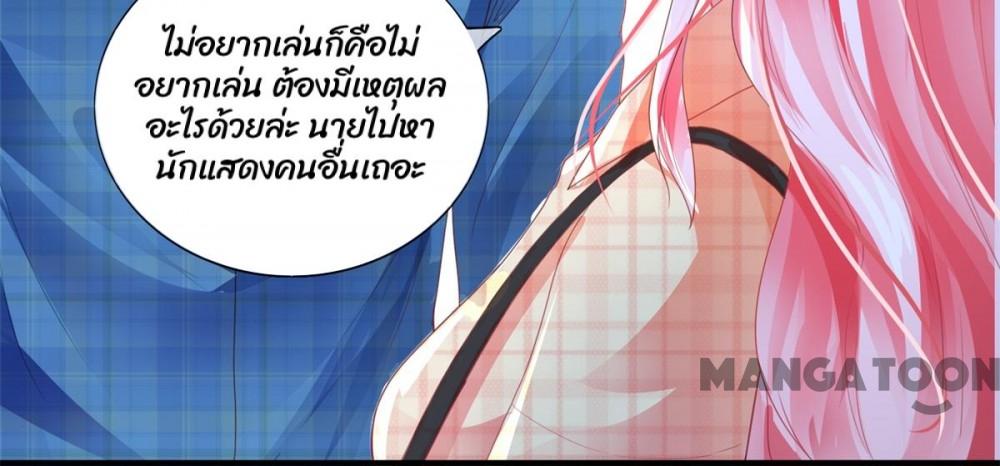 ไม่อยากเล่นก็คือไม่
อยากเล่น ต้องมีเหตุผล
อะไรด้วยล่ะ นายไปหา
นักแสดงคนอื่นเถอะ
MANGATOON